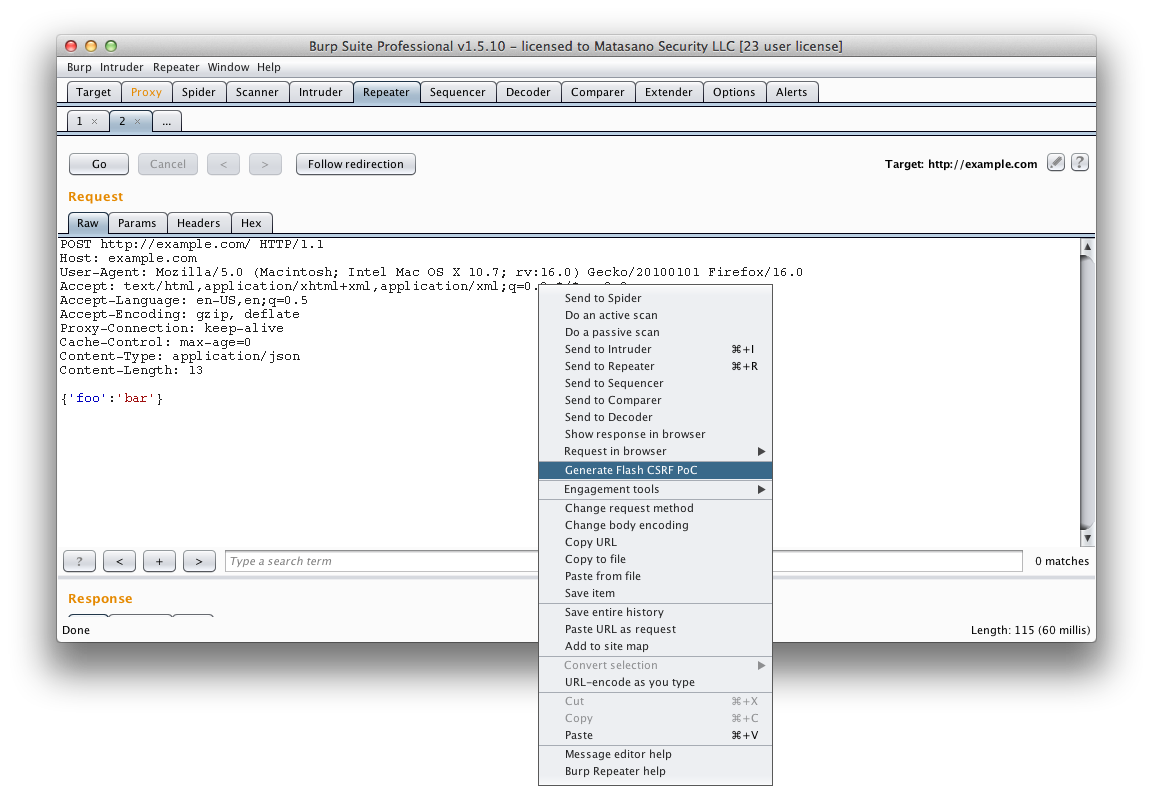 Burp Suite Professional v1.5.10 – licensed to Matasano Security LLC [23 user license]
Burp Intruder Repeater Window Help
Target Proxy Spider Scanner Intruder Repeater Sequencer Decoder Comparer Extender Options Alerts
1 × 2 × ...
Go Cancel < > Follow redirection Target: http://example.com ?
Request
Raw Params Headers Hex
POST http://example.com/ HTTP/1.1
Host: example.com
User-Agent: Mozilla/5.0 (Macintosh; Intel Mac OS X 10.7; rv:16.0) Gecko/20100101 Firefox/16.0
Accept: text/html,application/xhtml+xml,application/xml;q=0.9,*/*;q=0.8
Accept-Language: en-US,en;q=0.5
Accept-Encoding: gzip, deflate
Proxy-Connection: keep-alive
Cache-Control: max-age=0
Content-Type: application/json
Content-Length: 13
{'foo':'bar'}
Send to Spider
Do an active scan
Do a passive scan
Send to Intruder ⌘+I
Send to Repeater ⌘+R
Send to Sequencer
Send to Comparer
Send to Decoder
Show response in browser
Request in browser
Generate Flash CSRF PoC
Engagement tools
Change request method
Change body encoding
Copy URL
Copy to file
Paste from file
Save item
Save entire history
Paste URL as request
Add to site map
Convert selection
URL-encode as you type
Cut ⌘+X
Copy ⌘+C
Paste ⌘+V
Message editor help
Burp Repeater help
? < + > Type a search term 0 matches
Response
Done Length: 115 (60 millis)